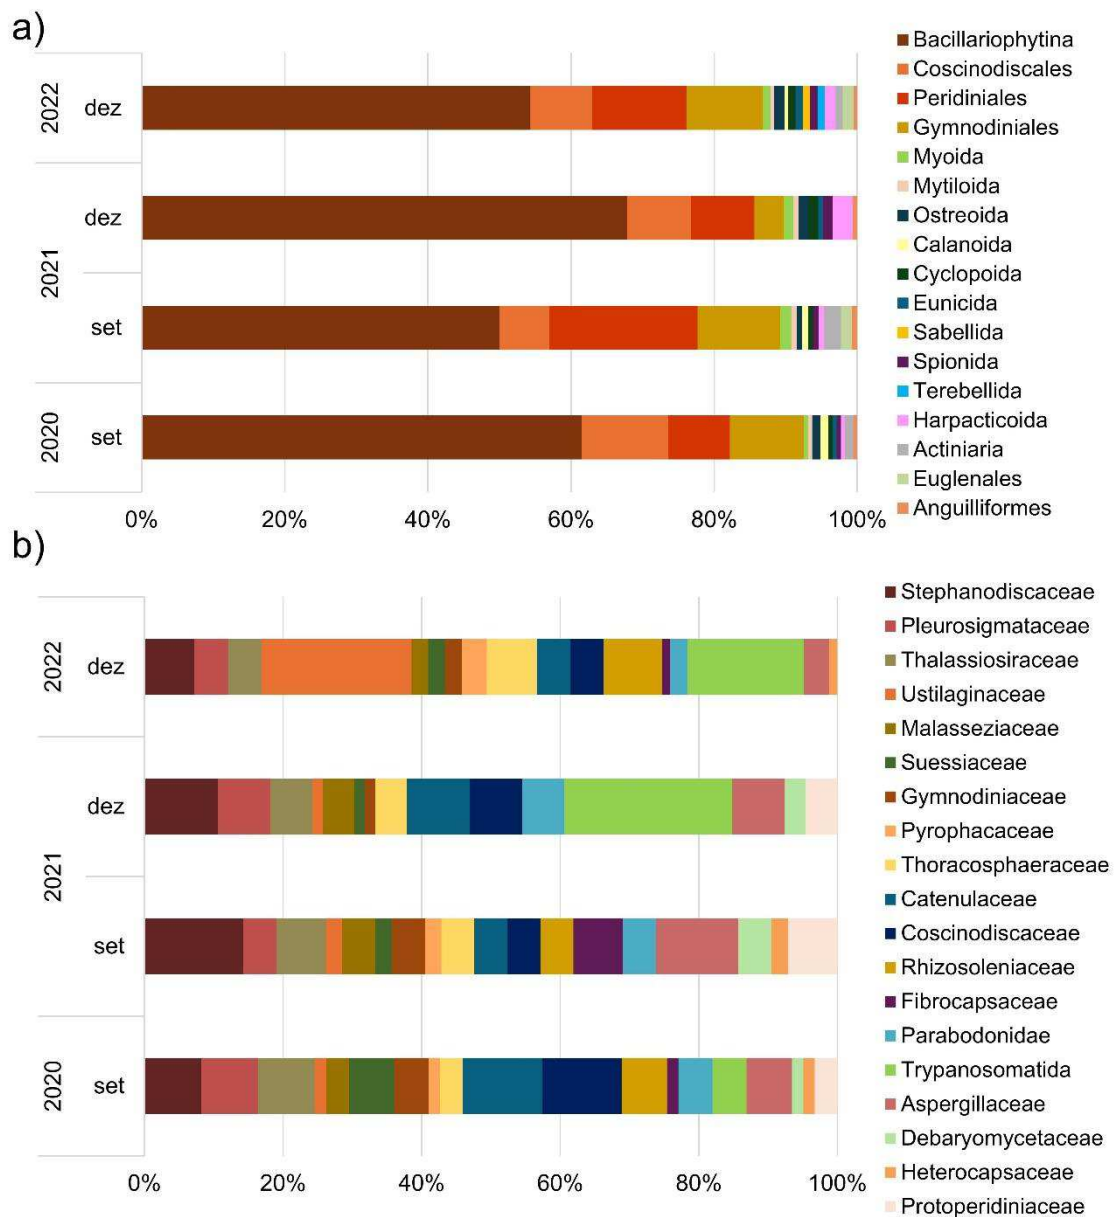 a)
2022
dez
dez
2021
set
2020
set
0%
20%
40%
60%
80%
100%
Bacillariophytina
Coscinodiscales
Peridiniales
Gymnodiniales
Myoida
Mytiloida
Ostreoida
Calanoida
Cyclopoida
Eunicida
Sabellida
Spionida
Terebellida
Harpacticoida
Actiniaria
Euglenales
Anguilliformes
b)
2022
dez
dez
2021
set
2020
set
0%
20%
40%
60%
80%
100%
Stephanodiscaceae
Pleurosigmataceae
Thalassiosiraceae
Ustilaginaceae
Malasseziaceae
Suessiaceae
Gymnodiniaceae
Pyrophacaceae
Thoracosphaeraceae
Catenulaceae
Coscinodiscaceae
Rhizosoleniaceae
Fibrocapsaceae
Parabodonidae
Trypanosomatida
Aspergillaceae
Debaryomycetaceae
Heterocapsaceae
Protoperidiniaceae